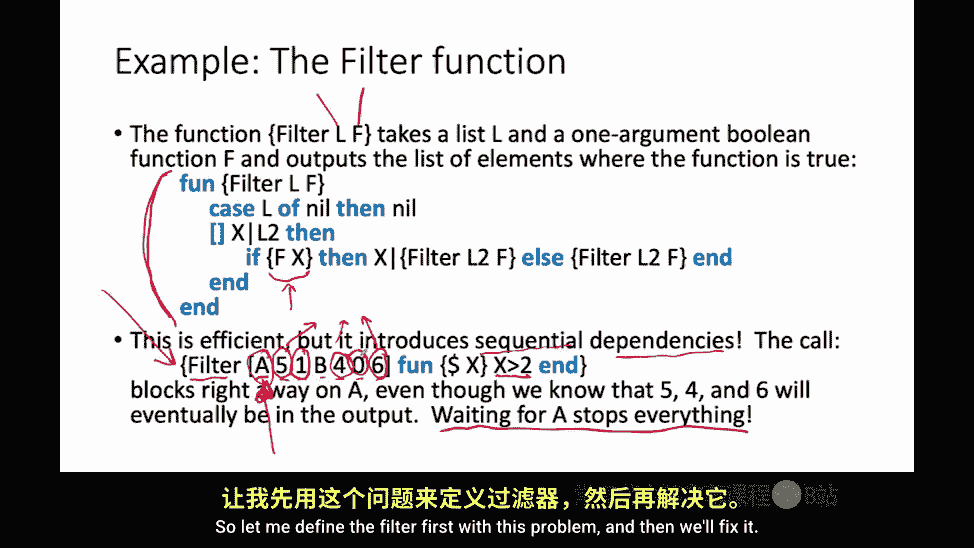 Example: The Filter function
• The function {Filter L F} takes a list L and a one-argument boolean
function F and outputs the list of elements where the function is true:
fun {Filter L F}
case L of nil then nil
[] X|L2 then
if {F X} then X|{Filter L2 F} else {Filter L2 F} end
end
end
• This is efficient, but it introduces sequential dependencies! The call:
{Filter [A 5 1 B 4 0 6] fun {$ X} X>2 end}
blocks right away on A, even though we know that 5, 4, and 6 will
eventually be in the output. Waiting for A stops everything!
让我先用这个问题来定义过滤器，然后再解决它。
B站
So let me define the filter first with this problem, and then we'll fix it.